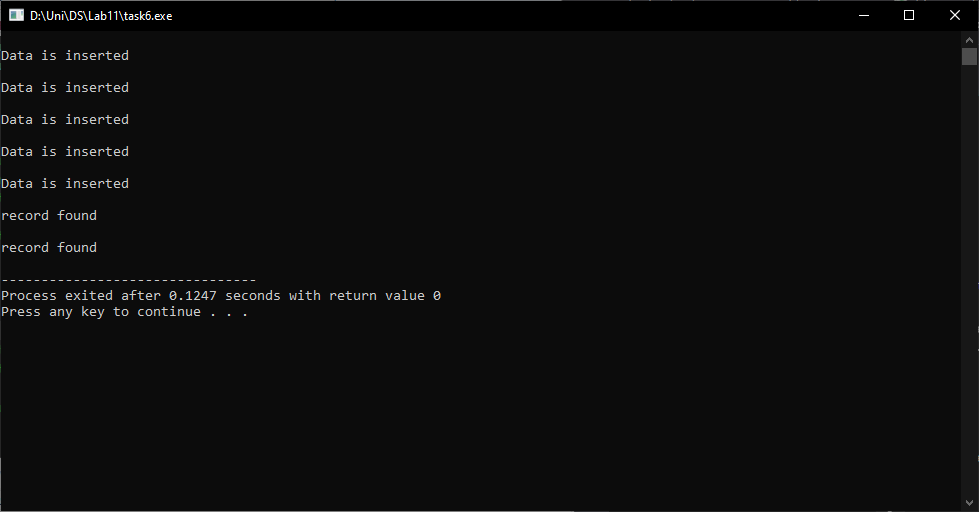 D:\Uni\DS\Lab11\task6.exe
Data is inserted
Data is inserted
Data is inserted
Data is inserted
Data is inserted
record found
record found
--------------------------------
Process exited after 0.1247 seconds with return value 0
Press any key to continue . . .